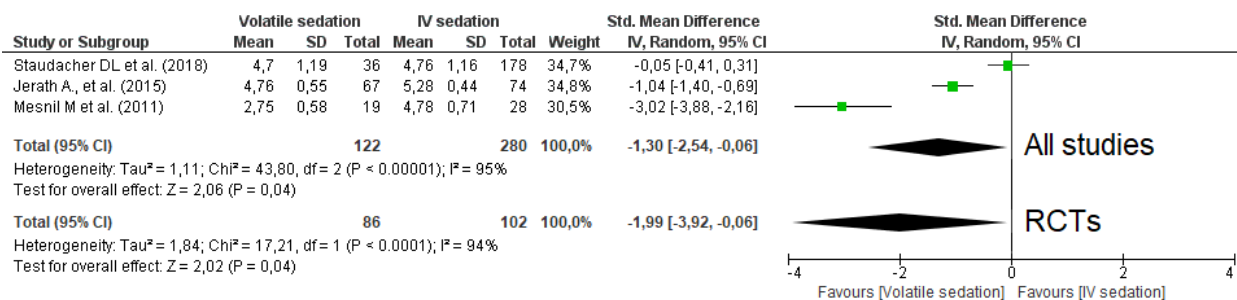 Volatile sedation IV sedation Std. Mean Difference Std. Mean Difference
Study or Subgroup Mean SD Total Mean SD Total Weight IV, Random, 95% CI IV, Random, 95% CI
Staudacher DL et al. (2018) 4,7 1,19 36 4,76 1,16 178 34,7% -0,05 [-0,41, 0,31]
Jerath A., et al. (2015) 4,76 0,55 67 5,28 0,44 74 34,8% -1,04 [-1,40, -0,69]
Mesnil M et al. (2011) 2,75 0,58 19 4,78 0,71 28 30,5% -3,02 [-3,88, -2,16]
Total (95% CI) 122 280 100,0% -1,30 [-2,54, -0,06] All studies
Heterogeneity: Tau² = 1,11; Chi² = 43,80, df = 2 (P < 0.00001); I² = 95%
Test for overall effect: Z = 2,06 (P = 0,04)
Total (95% CI) 86 102 100,0% -1,99 [-3,92, -0,06] RCTs
Heterogeneity: Tau² = 1,84; Chi² = 17,21, df = 1 (P < 0.0001); I² = 94%
Test for overall effect: Z = 2,02 (P = 0,04)
-4 -2 0 2 4
Favours [Volatile sedation] Favours [IV sedation]